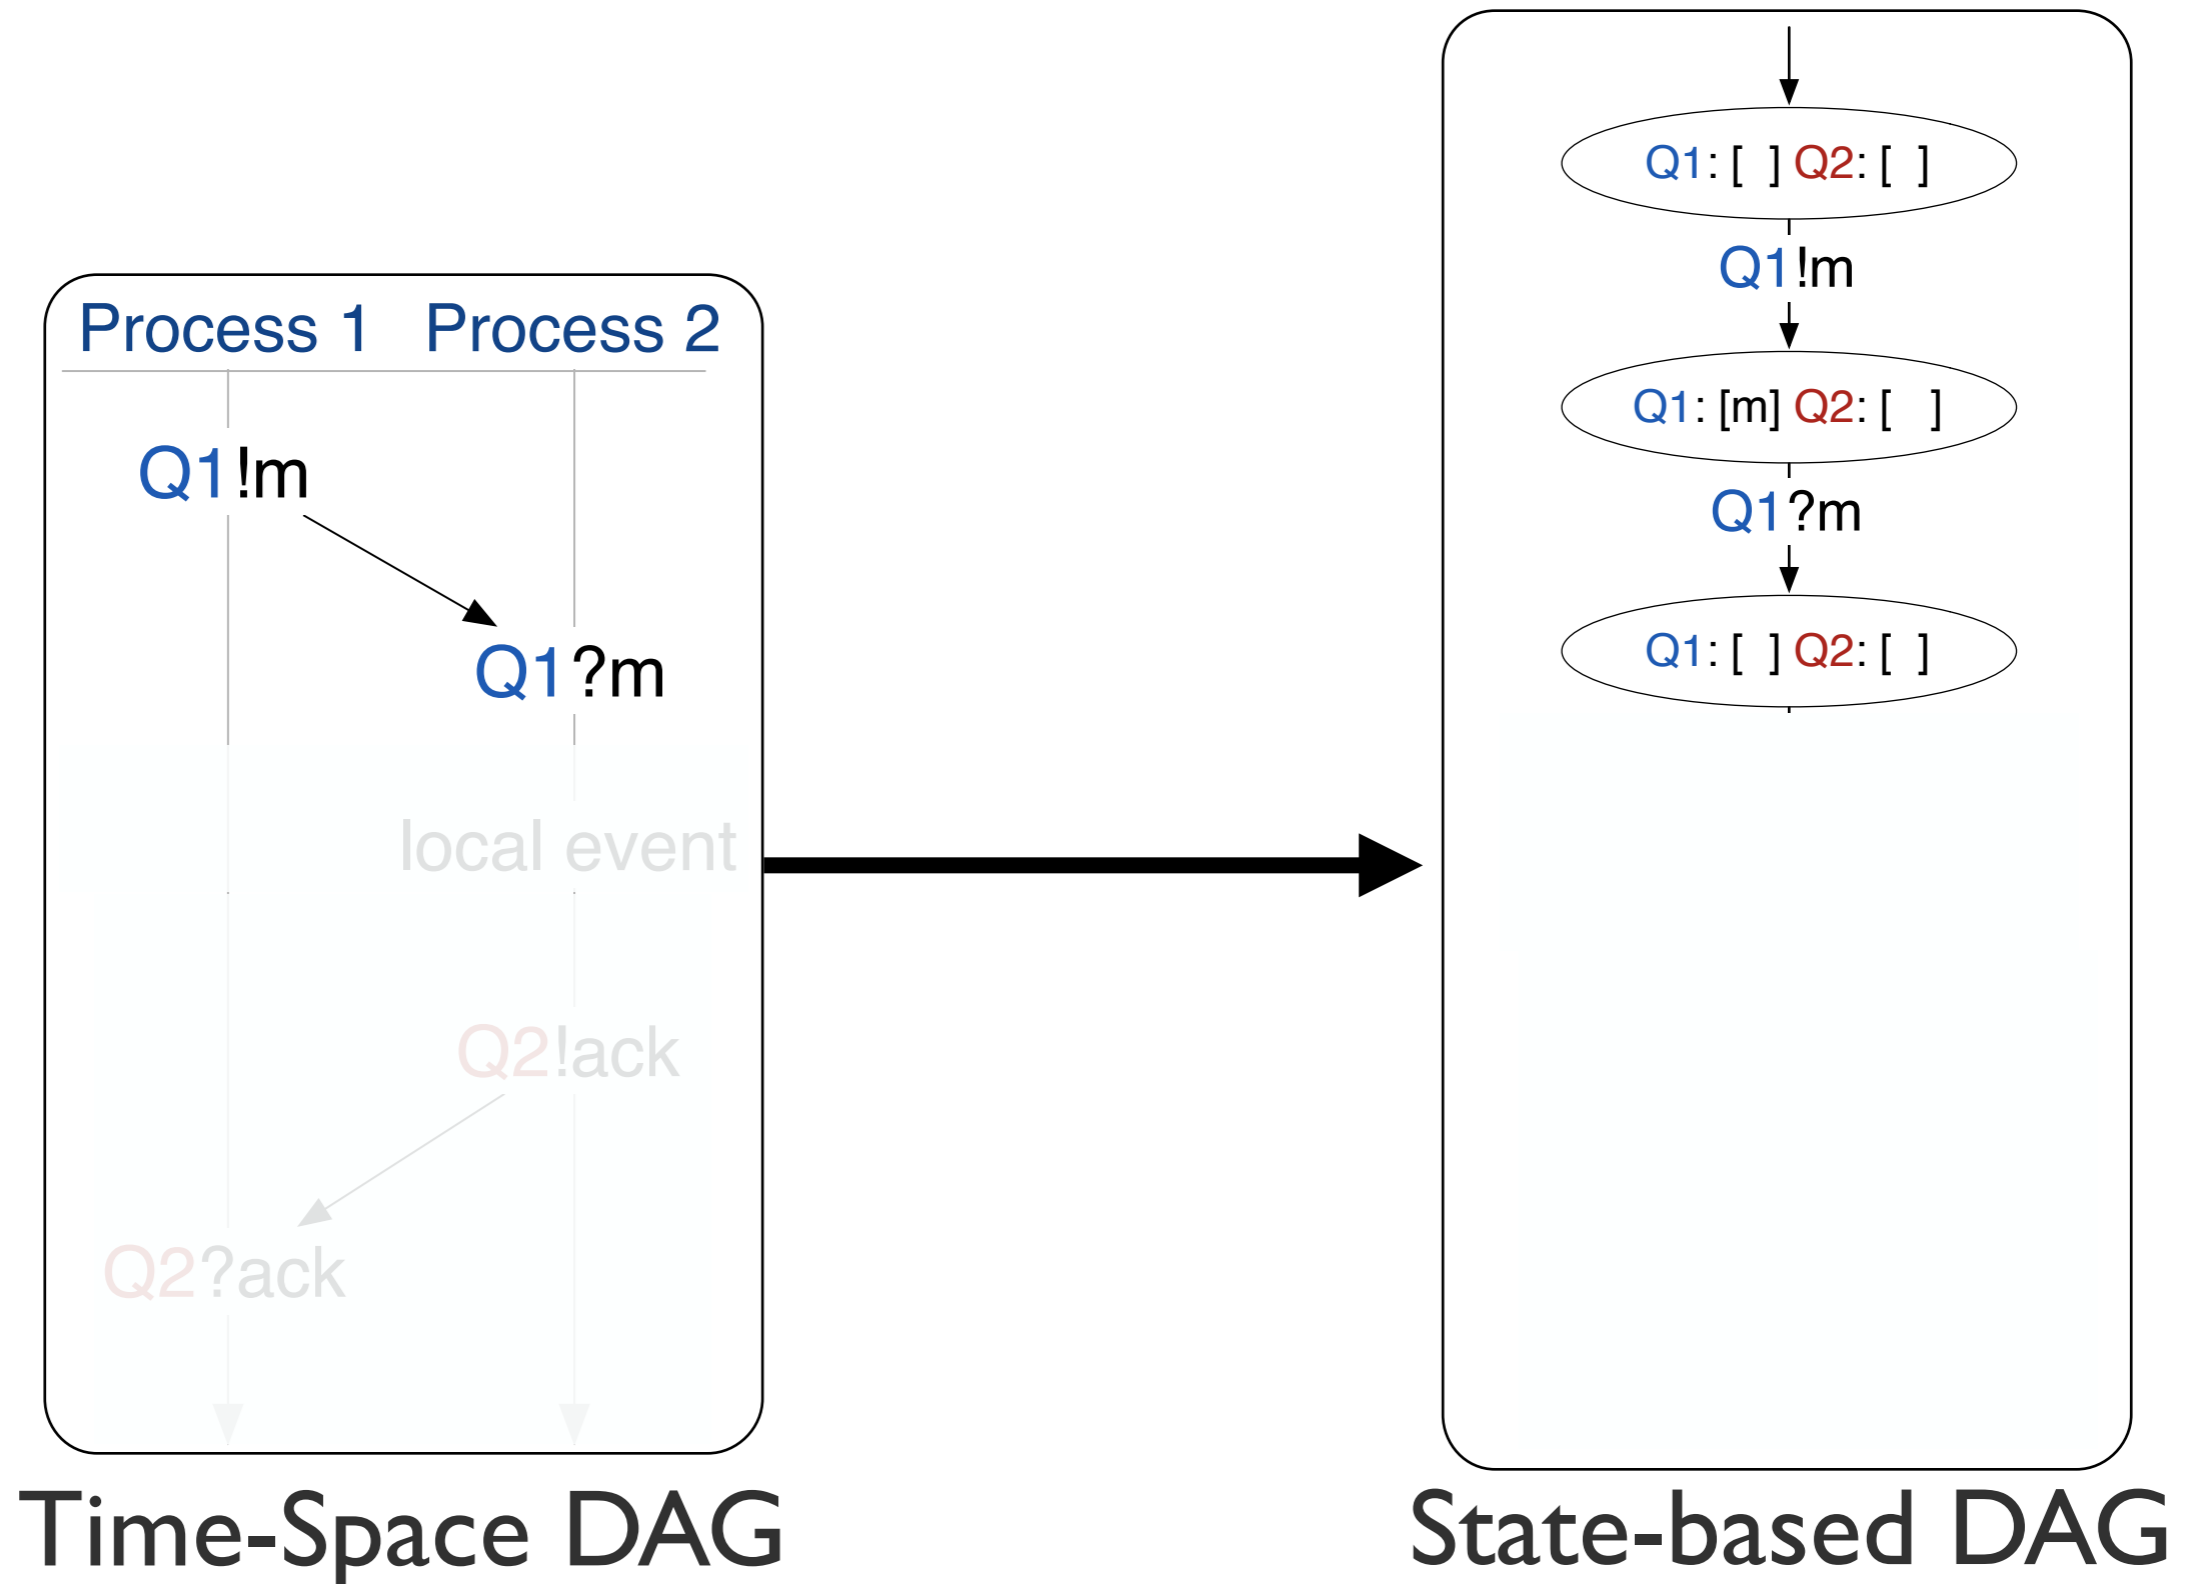 Process 1 Process 2
Q1!m
Q1?m
local event
Q2!ack
Q2?ack
Time-Space DAG
Q1: [ ] Q2: [ ]
Q1!m
Q1: [m] Q2: [ ]
Q1?m
Q1: [ ] Q2: [ ]
State-based DAG